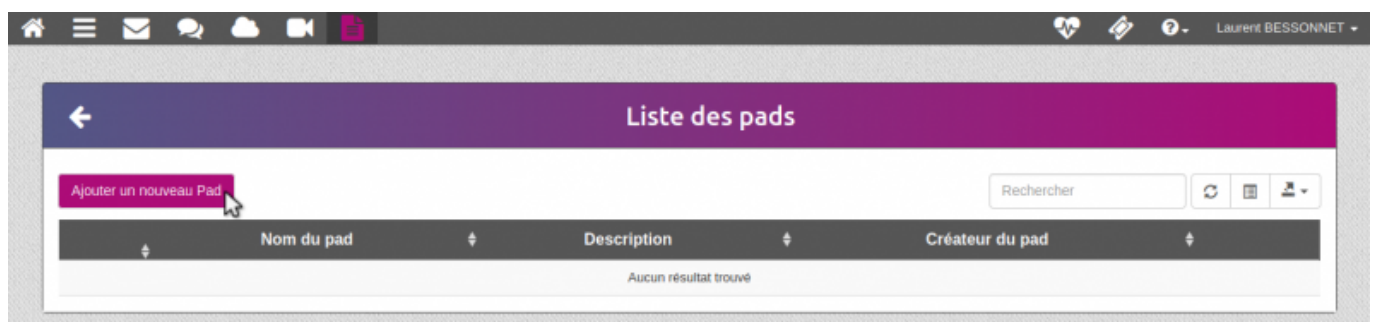 Laurent BESSONNET
Liste des pads
Ajouter un nouveau Pad
Rechercher
Nom du pad Description Créateur du pad
Aucun résultat trouvé